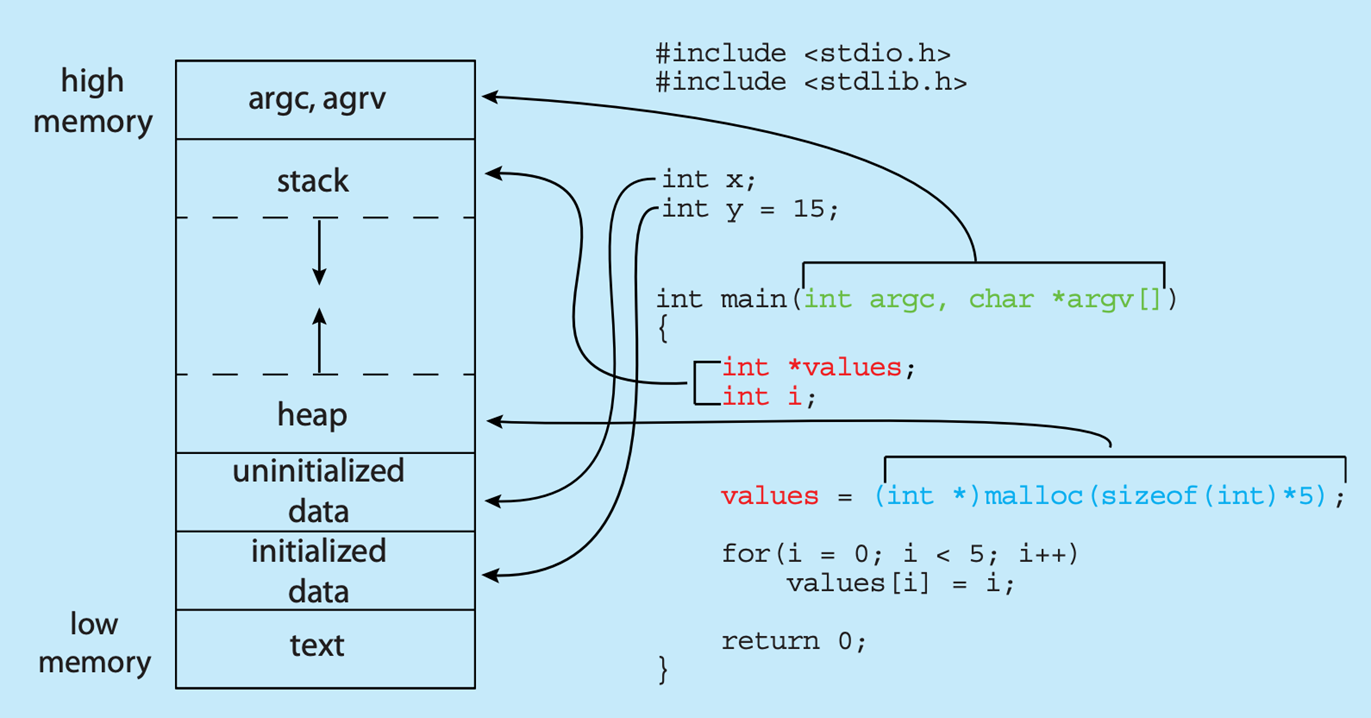 high
memory
argc, agrv
stack
heap
uninitialized
data
initialized
data
text
low
memory
#include <stdio.h>
#include <stdlib.h>
int x;
int y = 15;
int main(int argc, char *argv[])
{
int *values;
int i;
values = (int *)malloc(sizeof(int)*5);
for(i = 0; i < 5; i++)
values[i] = i;
return 0;
}